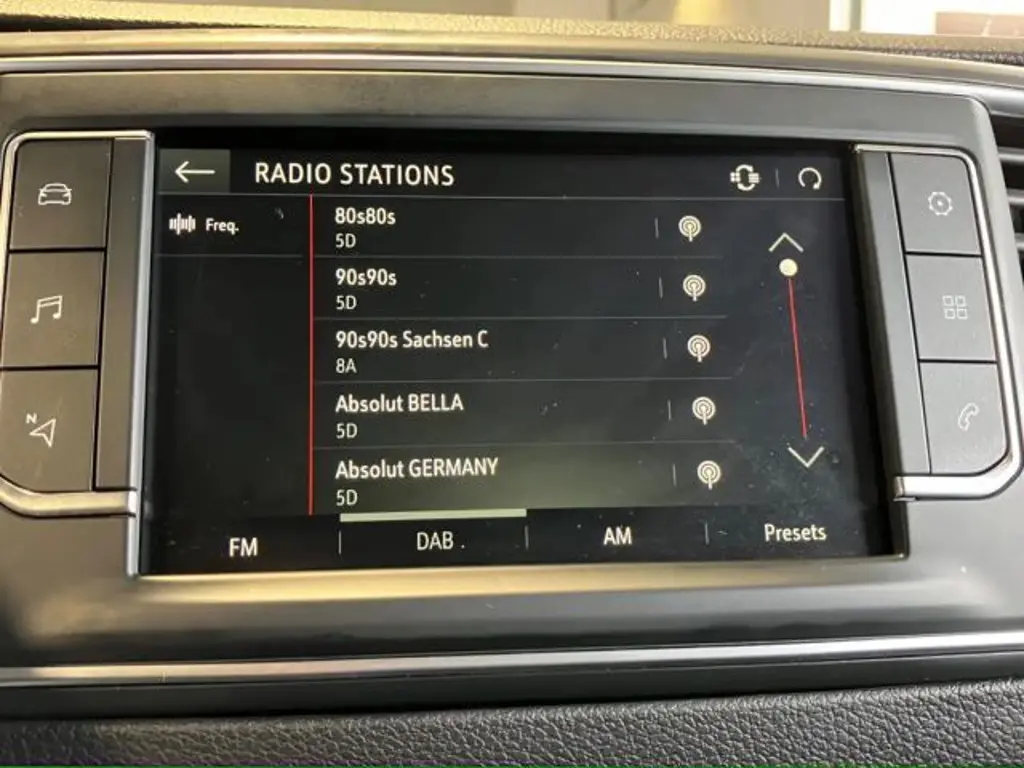 RADIO STATIONS
Freq.
80s80s
5D
90s90s
5D
90s90s Sachsen C
8A
Absolut BELLA
5D
Absolut GERMANY
5D
FM
DAB
AM
Presets
N